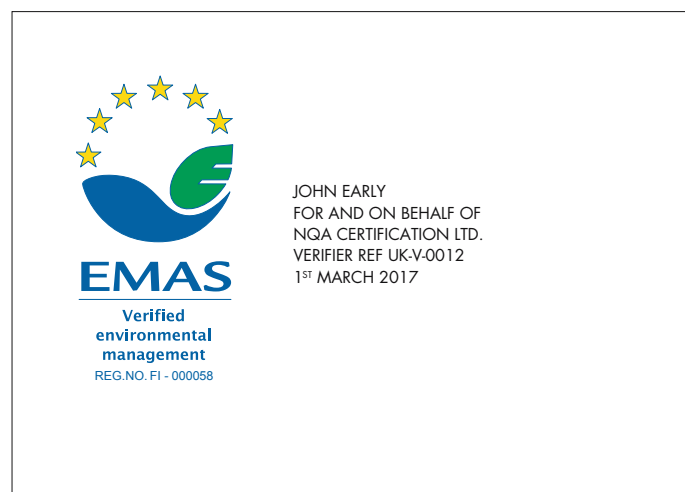 EMAS
Verified
environmental
management
REG.NO. FI - 000058
JOHN EARLY
FOR AND ON BEHALF OF
NQA CERTIFICATION LTD.
VERIFIER REF UK-V-0012
1ST MARCH 2017